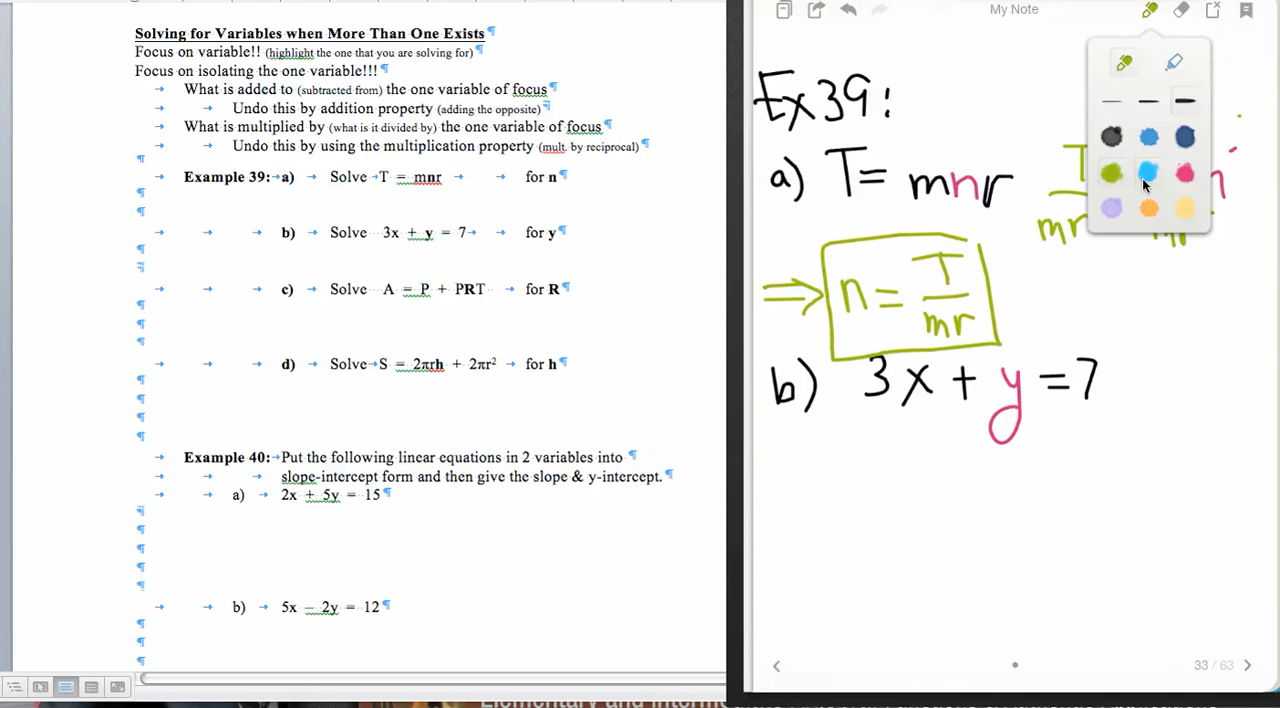 Solving for Variables when More Than One Exists
Focus on variable!! (highlight the one that you are solving for)
Focus on isolating the one variable!!!
What is added to (subtracted from) the one variable of focus
Undo this by addition property (adding the opposite)
What is multiplied by (what is it divided by) the one variable of focus
Undo this by using the multiplication property (mult. by reciprocal)
Example 39: a) Solve T = mnr for n
b) Solve 3x + y = 7 for y
c) Solve A = P + PRT for R
d) Solve S = 2πrh + 2πr² for h
Example 40: Put the following linear equations in 2 variables into
slope-intercept form and then give the slope & y-intercept.
a) 2x + 5y = 15
b) 5x – 2y = 12
My Note
Ex39:
a) T = mnr
T
mr
mr
⇒ n = T
mr
b) 3x + y = 7
33 / 63